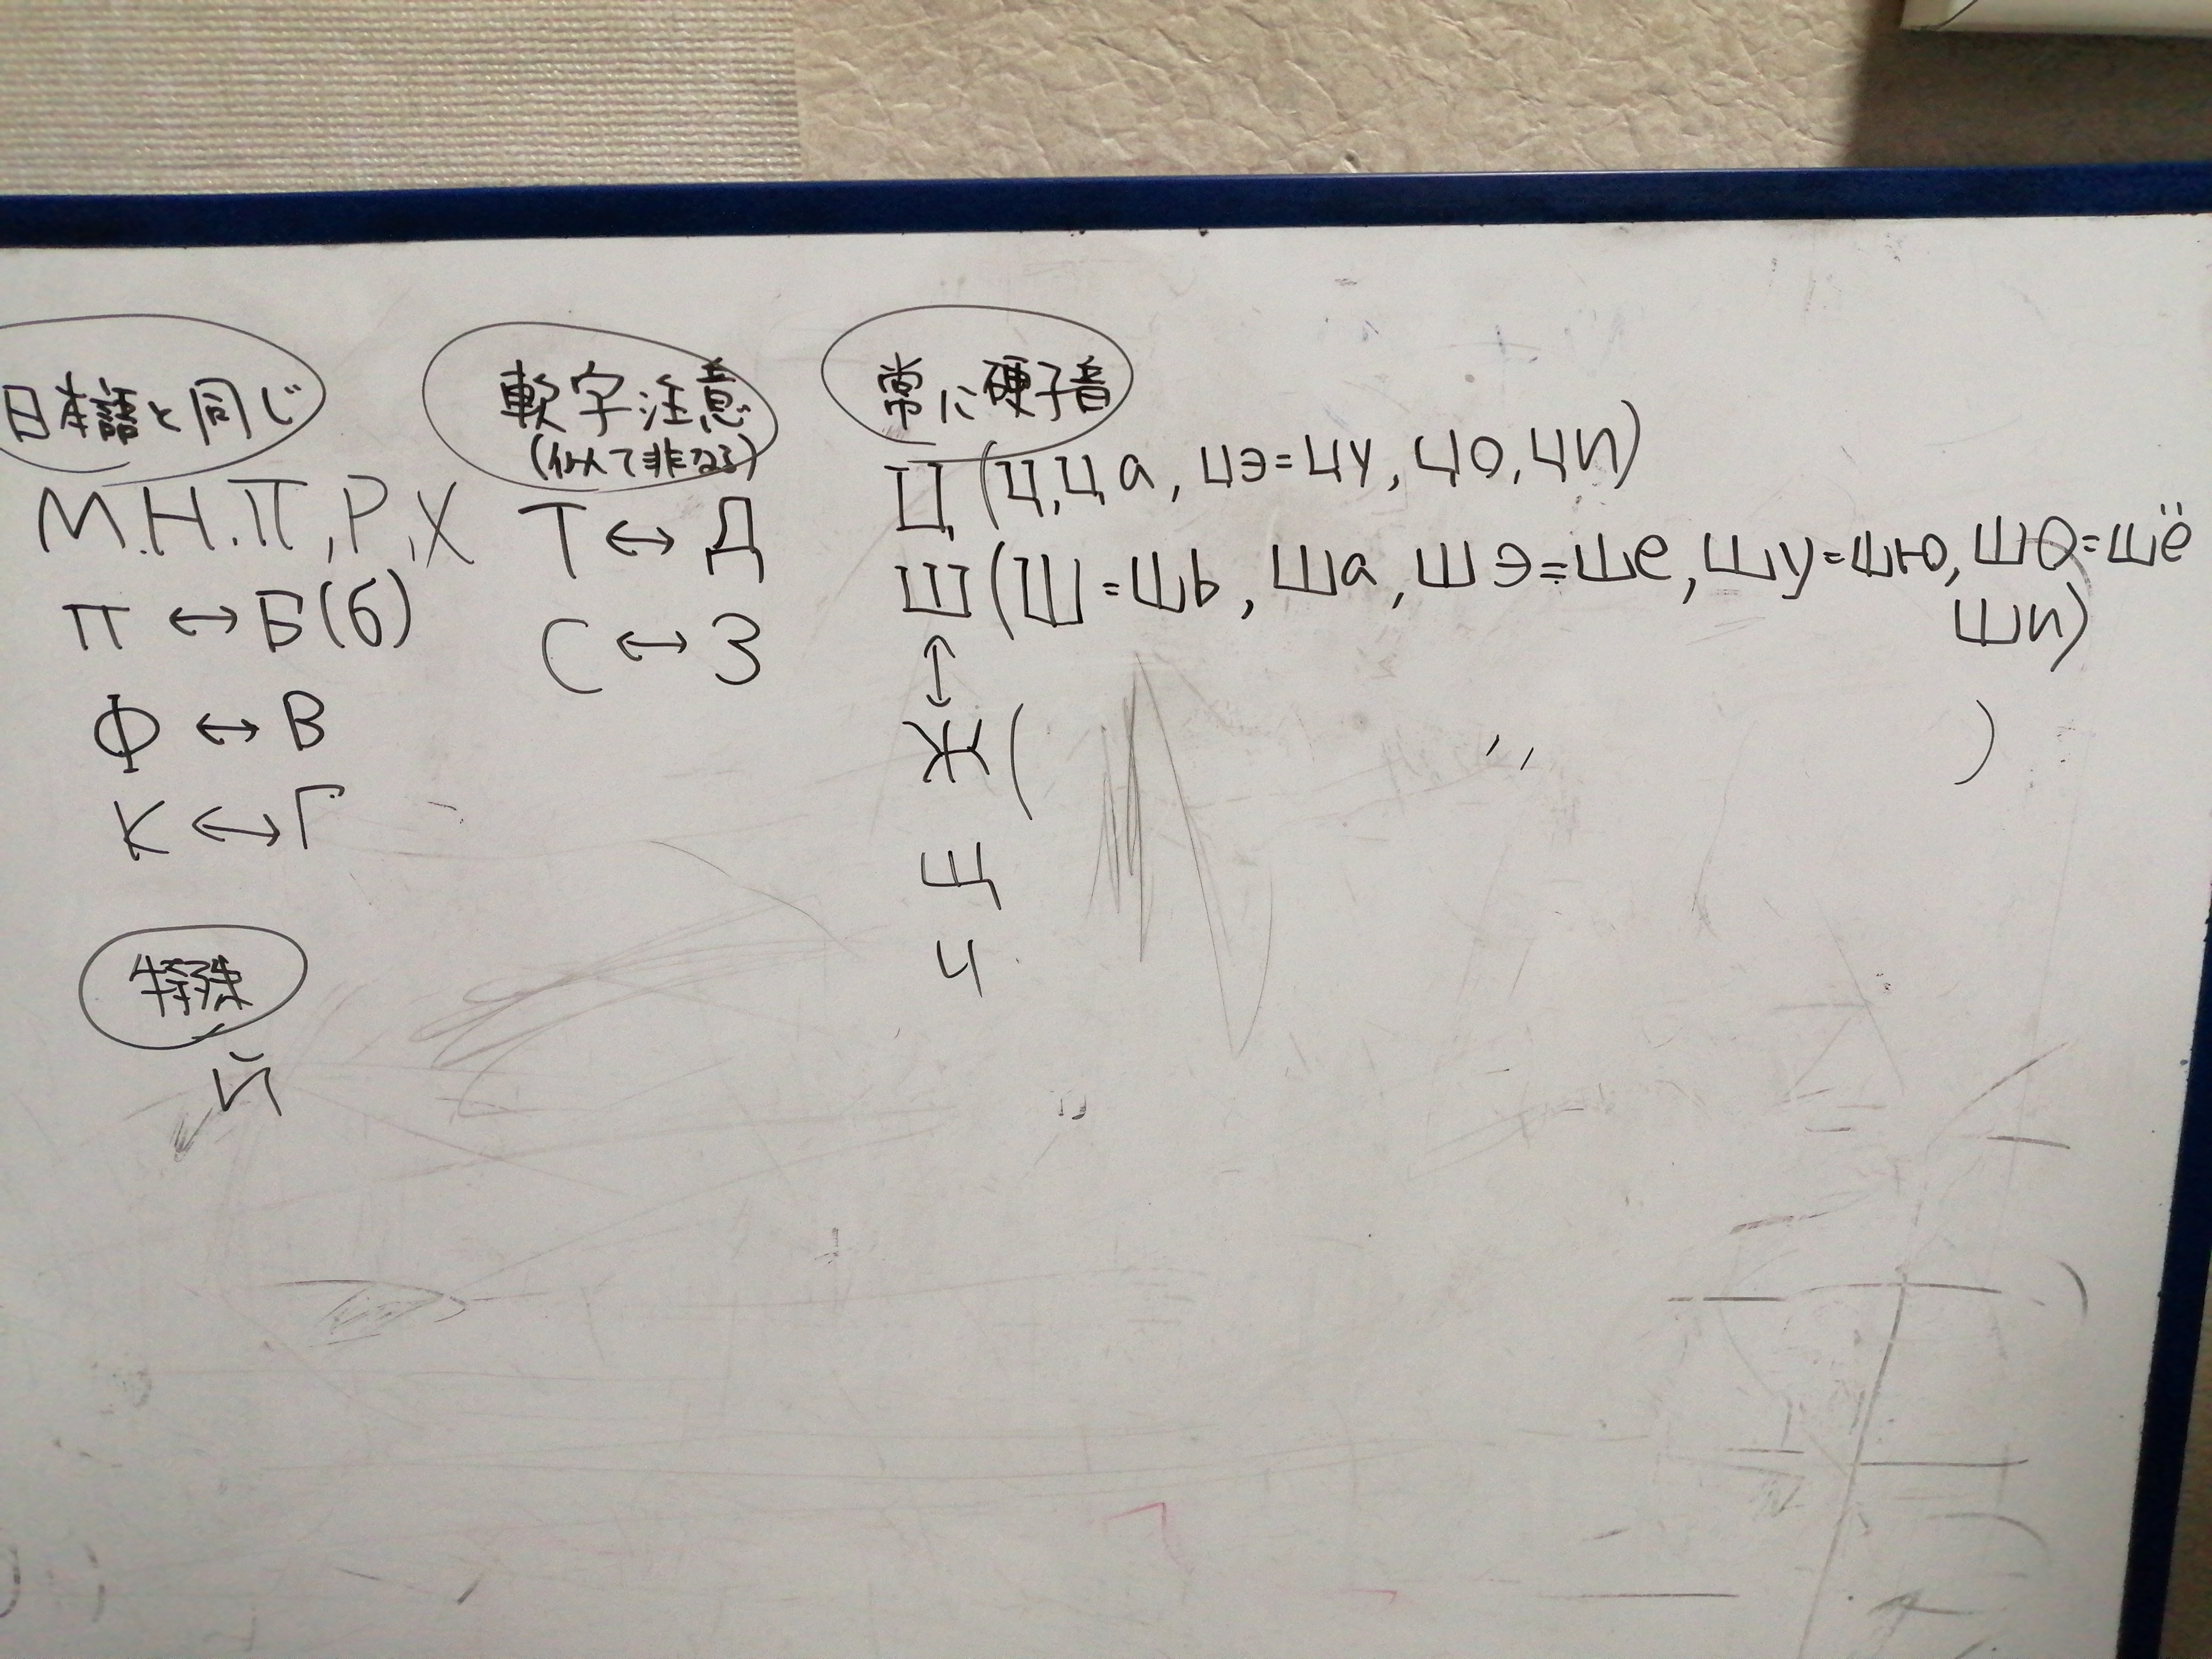 日本語と同じ
М.Н.П,Р,Х
П ↔ Б(б)
Ф ↔ В
К ↔ Г
特殊
й
軟字注意
(似て非なる)
Т ↔ Д
С ↔ З
常に硬子音
Ц (Ц,Ца, цэ=цу, цо, ци)
Ш (Ш=шь, ша, шэ=ше, шу=шю, шо=шё
ши)
↕
Ж ( 〃 )
Щ
Ч